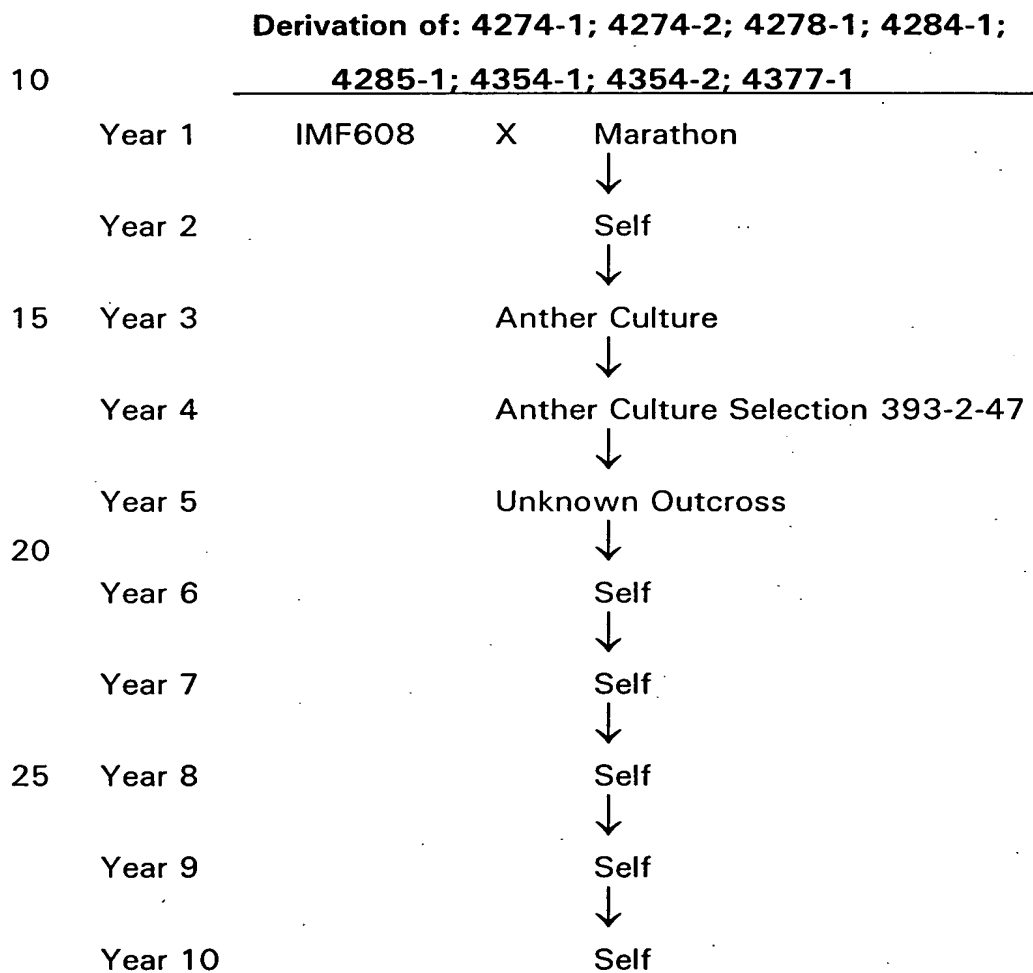 Derivation of: 4274-1; 4274-2; 4278-1; 4284-1;
10 4285-1; 4354-1; 4354-2; 4377-1
Year 1 IMF608 X Marathon
↓
Year 2 Self
↓
15 Year 3 Anther Culture
↓
Year 4 Anther Culture Selection 393-2-47
↓
Year 5 Unknown Outcross
20 ↓
Year 6 Self
↓
Year 7 Self
↓
25 Year 8 Self
↓
Year 9 Self
↓
Year 10 Self